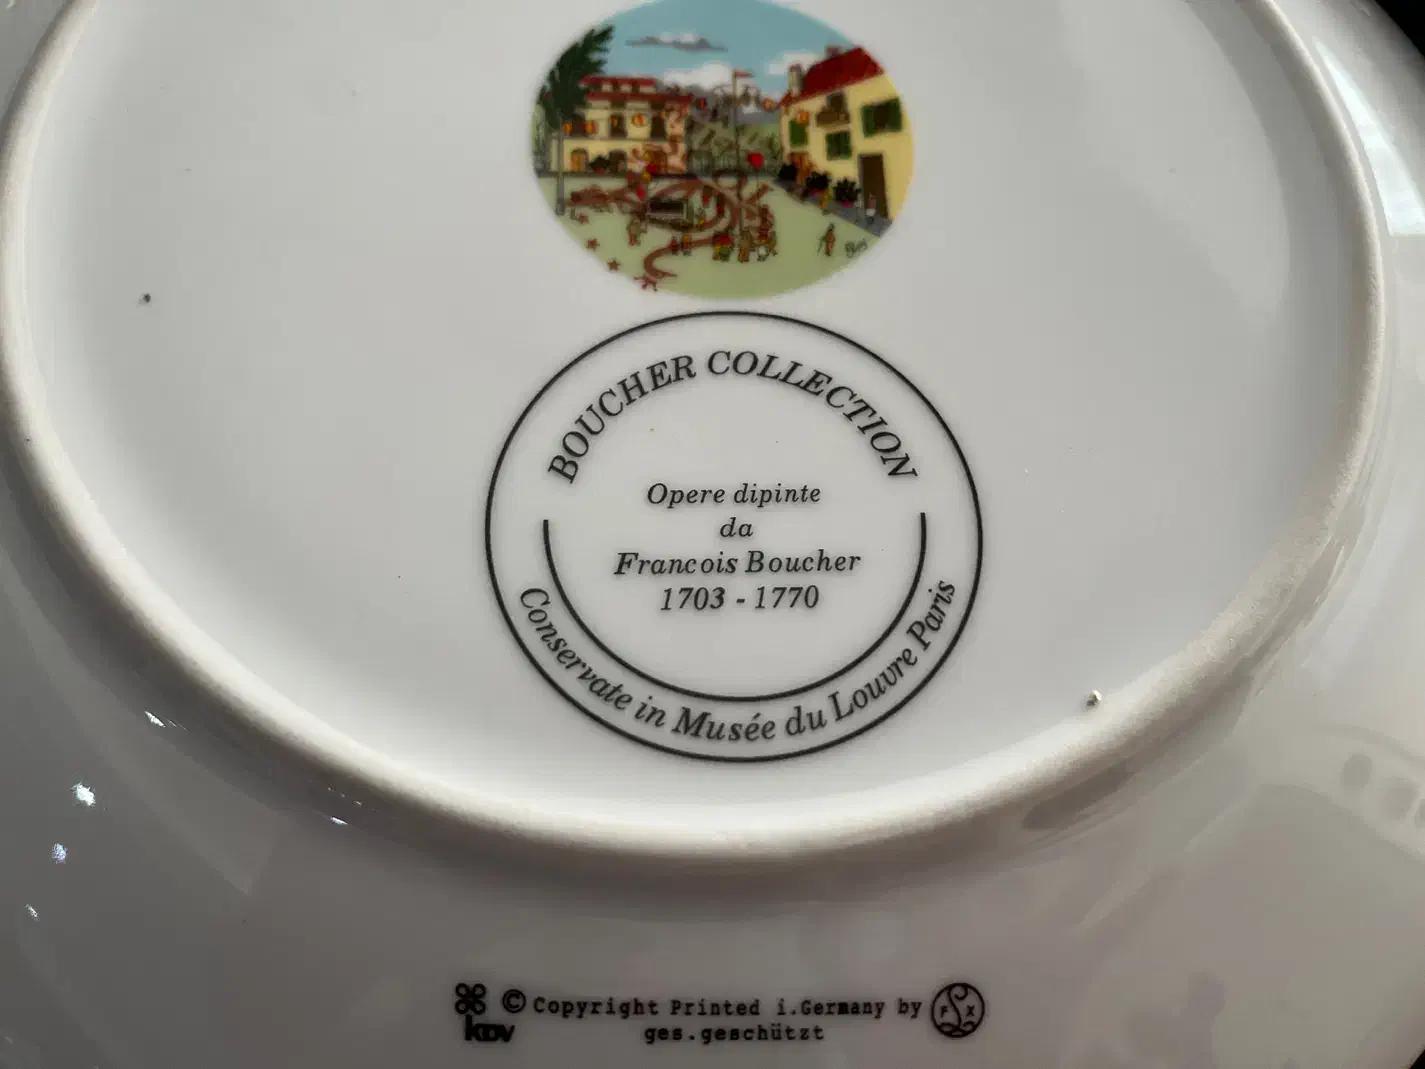 BOUCHER COLLECTION
Opere dipinte
da
Francois Boucher
1703 - 1770
Conservate in Musée du Louvre Paris
© Copyright Printed i.Germany by F X
KDV ges.geschützt